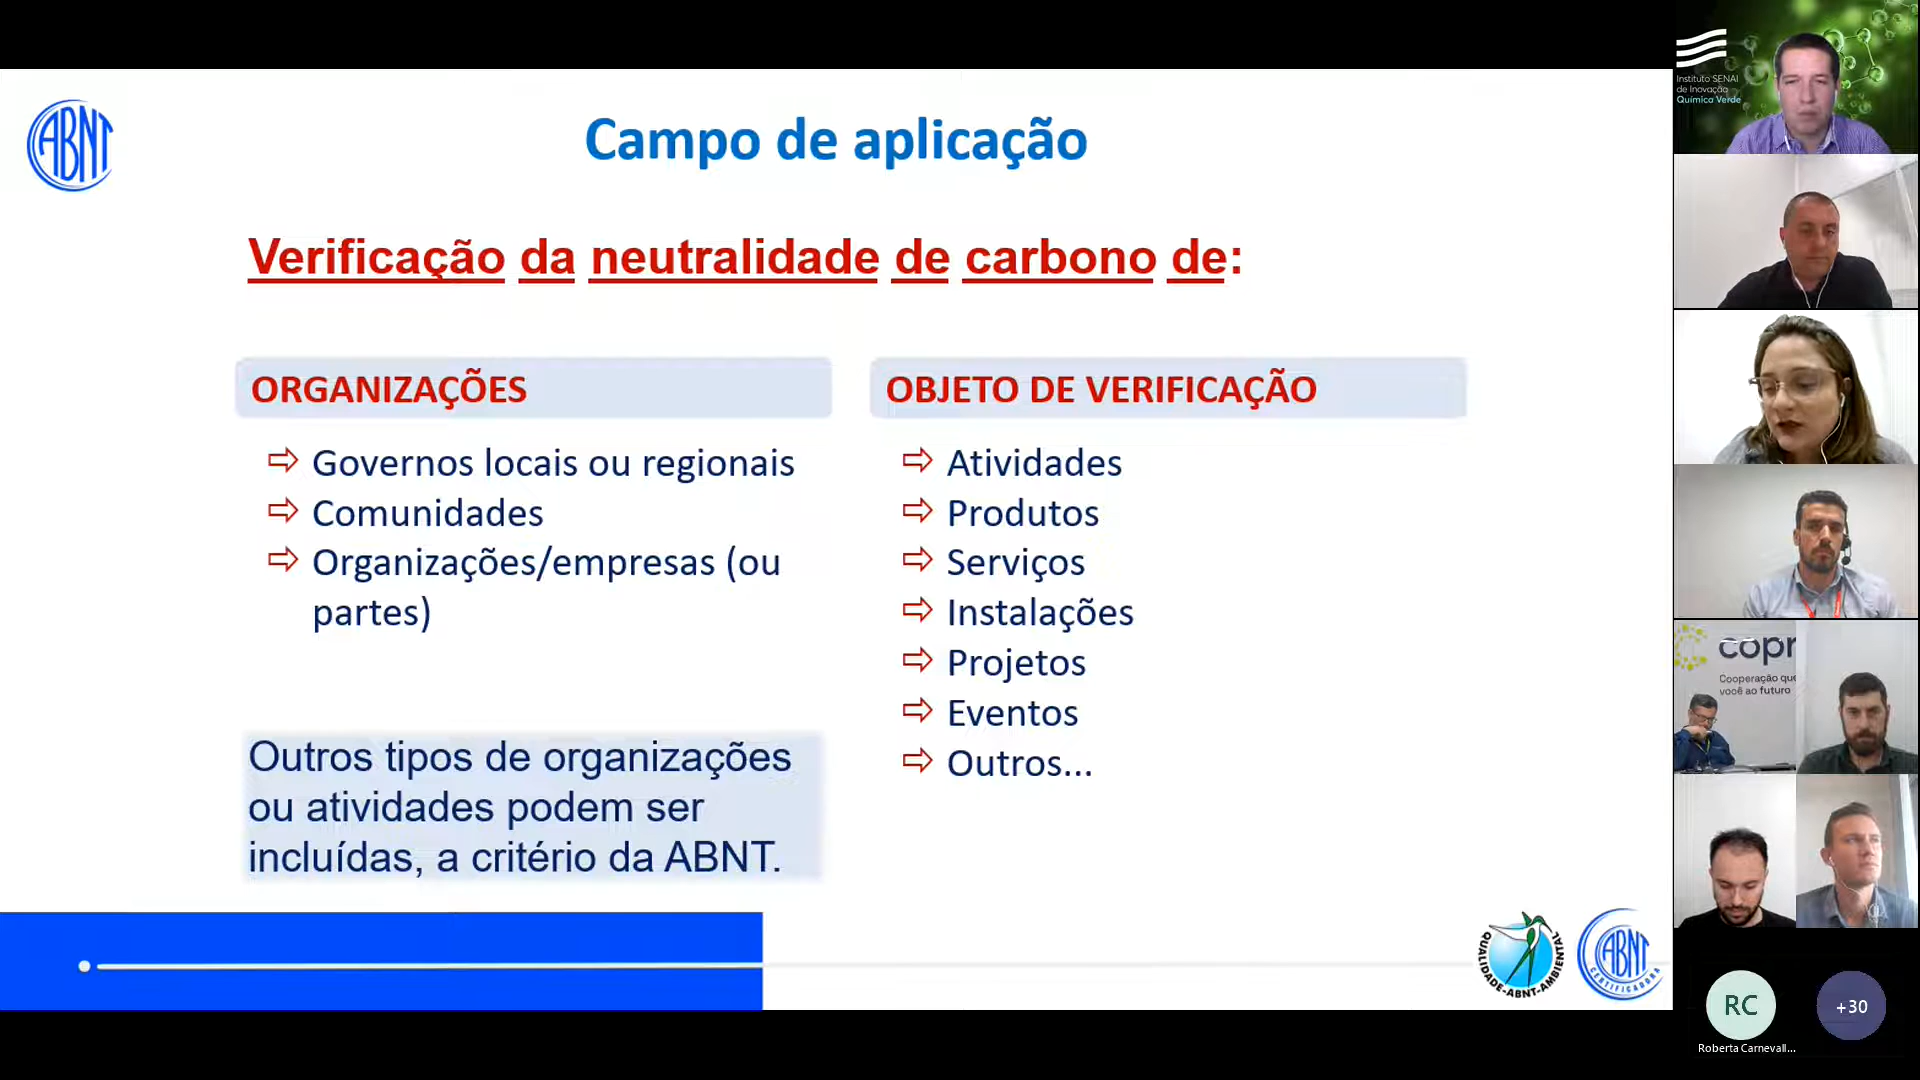 ABNT
Campo de aplicação
Verificação da neutralidade de carbono de:
ORGANIZAÇÕES
Governos locais ou regionais
Comunidades
Organizações/empresas (ou
partes)
Outros tipos de organizações
ou atividades podem ser
incluídas, a critério da ABNT.
OBJETO DE VERIFICAÇÃO
Atividades
Produtos
Serviços
Instalações
Projetos
Eventos
Outros...
QUALIDADE-ABNT-AMBIENTAL
ABNT
CERTIFICADORA
Instituto SENAI
de Inovação
Química Verde
copr
Cooperação que
você ao futuro
RC
Roberta Carnevall...
+30